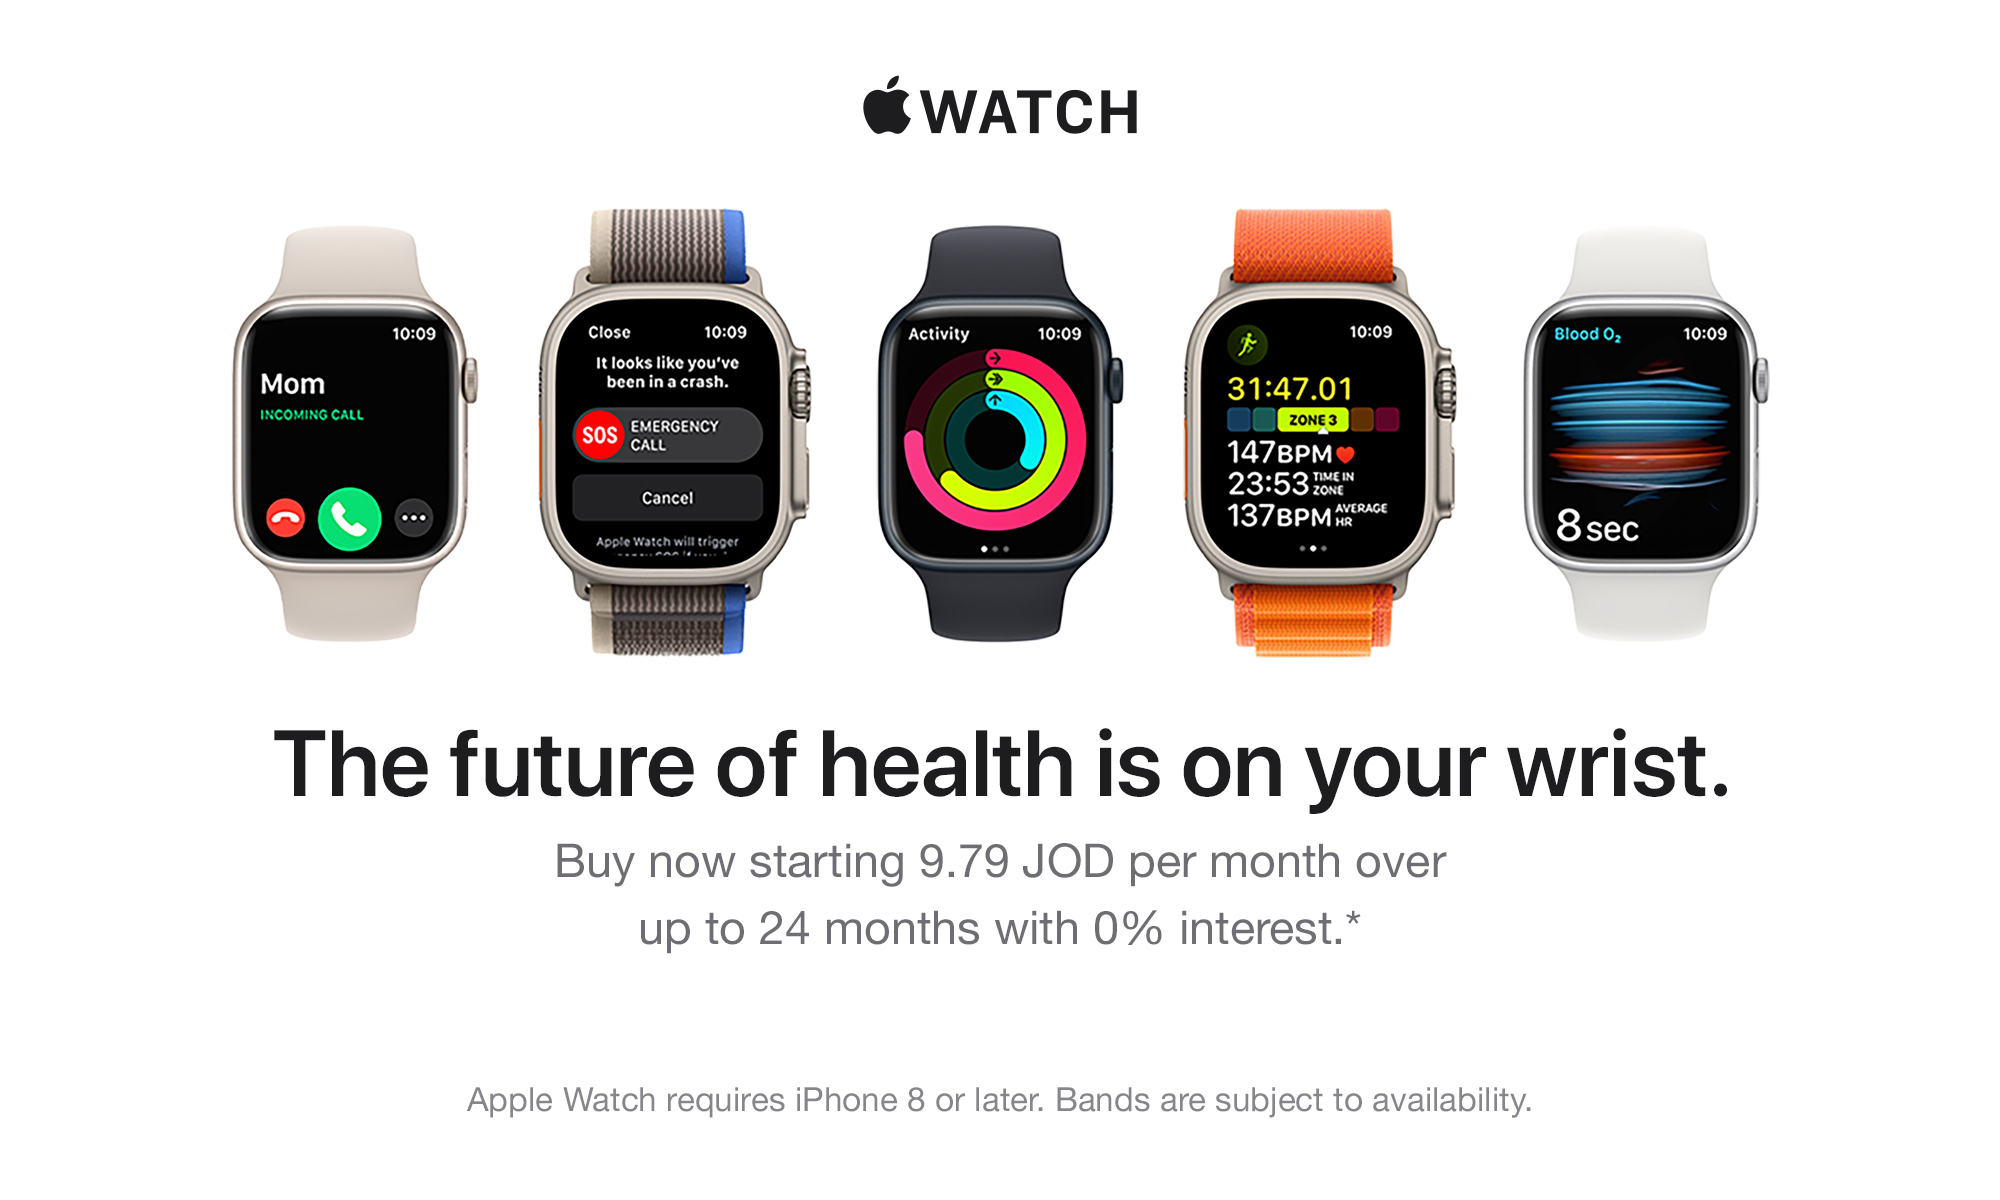 WATCH
10:09
Mom
INCOMING CALL
Close 10:09
It looks like you've
been in a crash.
SOS EMERGENCY
CALL
Cancel
Apple Watch will trigger
Activity 10:09
10:09
31:47.01
ZONE 3
147BPM
23:53 TIME IN
ZONE
137BPM AVERAGE
HR
Blood O₂ 10:09
8 sec
The future of health is on your wrist.
Buy now starting 9.79 JOD per month over
up to 24 months with 0% interest.*
Apple Watch requires iPhone 8 or later. Bands are subject to availability.